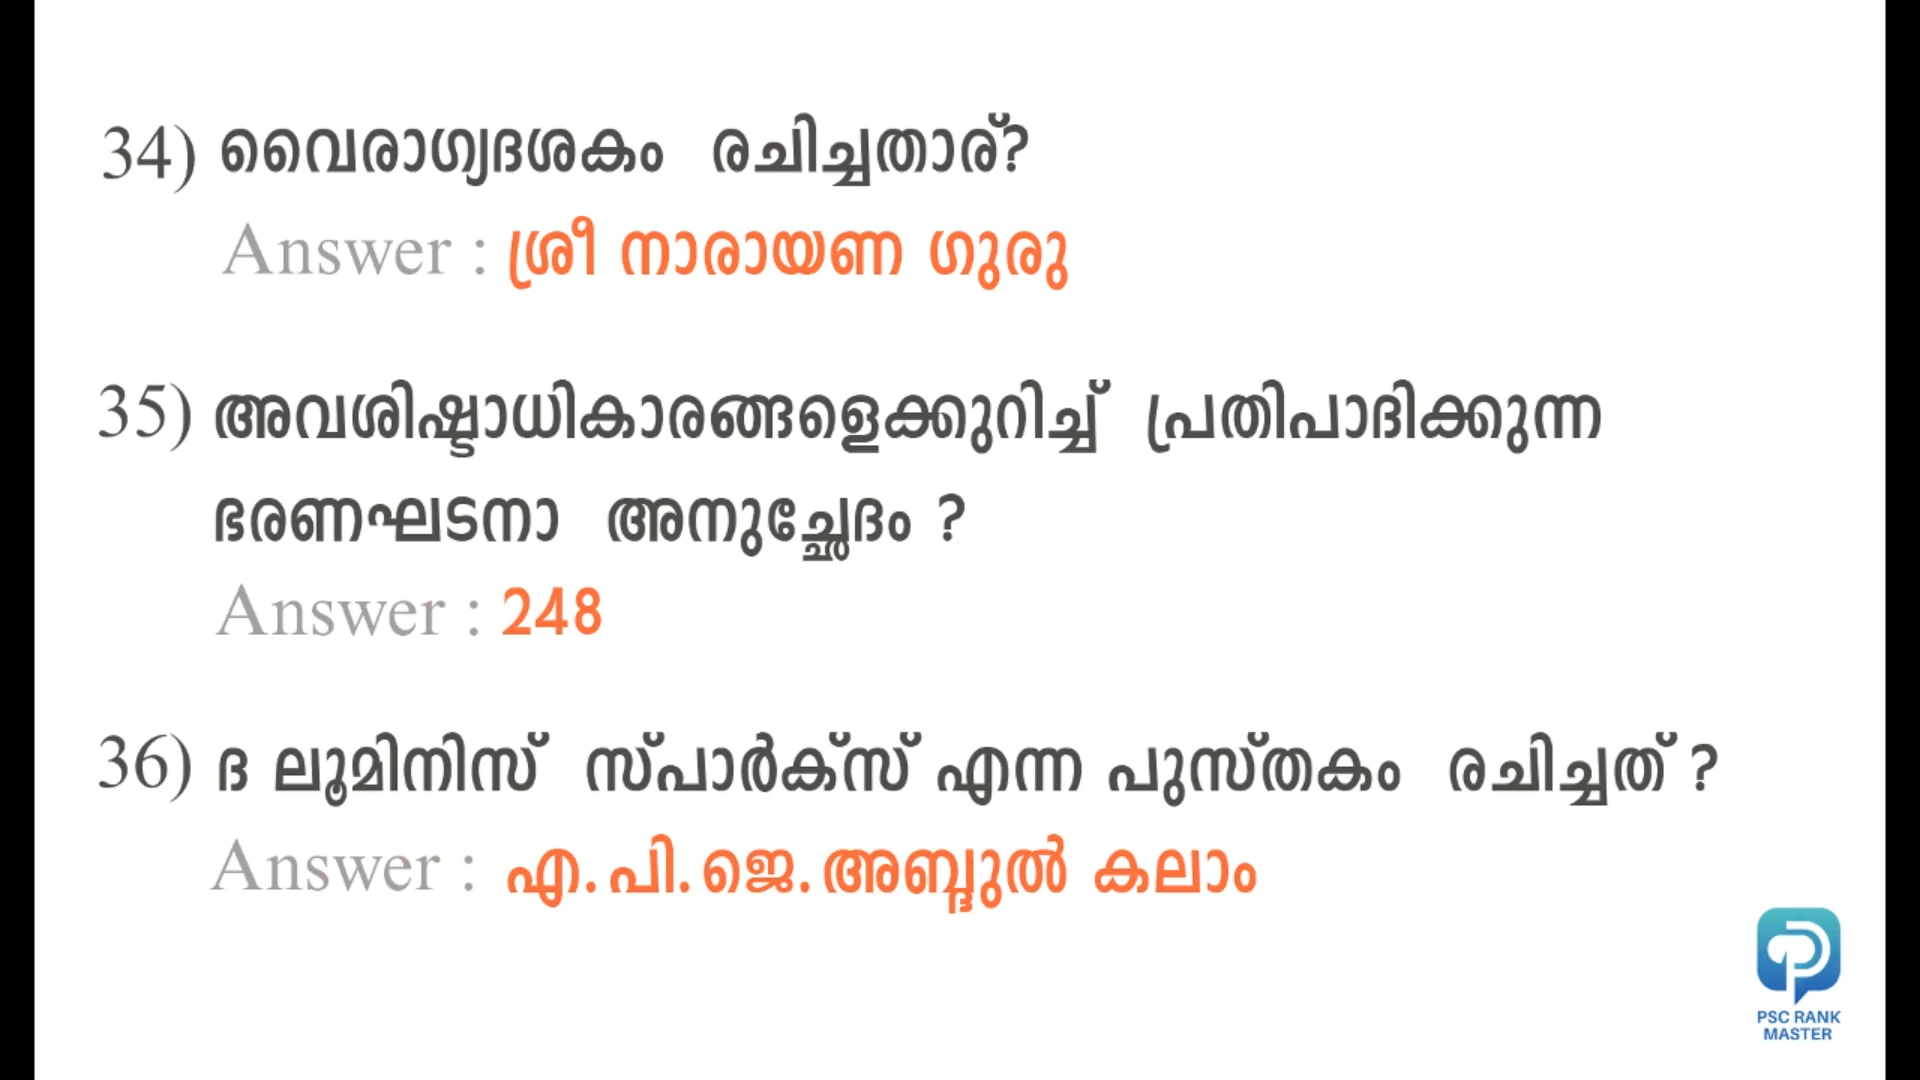 34) വൈരാഗ്യദശകം രചിച്ചതാര്?
Answer : ശ്രീ നാരായണ ഗുരു
35) അവശിഷ്ടാധികാരങ്ങളെക്കുറിച്ച് പ്രതിപാദിക്കുന്ന
ഭരണഘടനാ അനുച്ഛേദം ?
Answer : 248
36) ദ ലൂമിനിസ് സ്പാർക്സ് എന്ന പുസ്തകം രചിച്ചത് ?
Answer : എ.പി.ജെ.അബ്ദുൽ കലാം
PSC RANK
MASTER